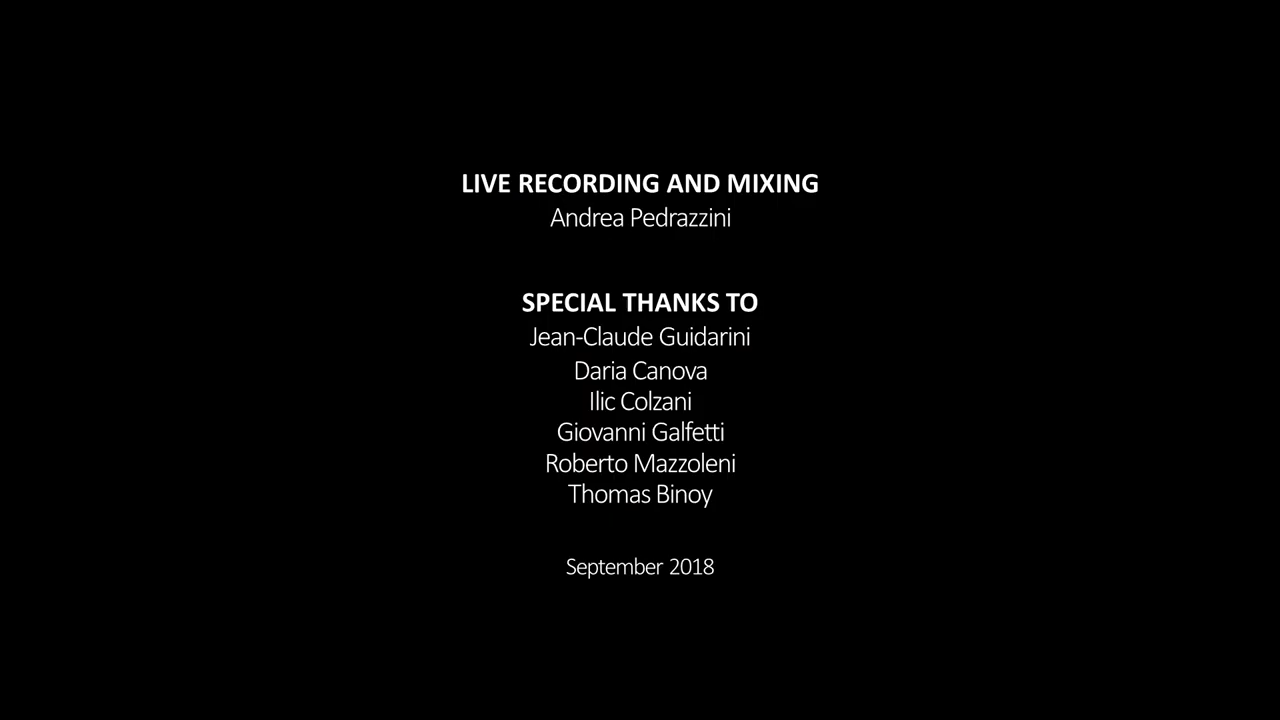 LIVE RECORDING AND MIXING
Andrea Pedrazzini
SPECIAL THANKS TO
Jean-Claude Guidarini
Daria Canova
Ilic Colzani
Giovanni Galfetti
Roberto Mazzoleni
Thomas Binoy
September 2018